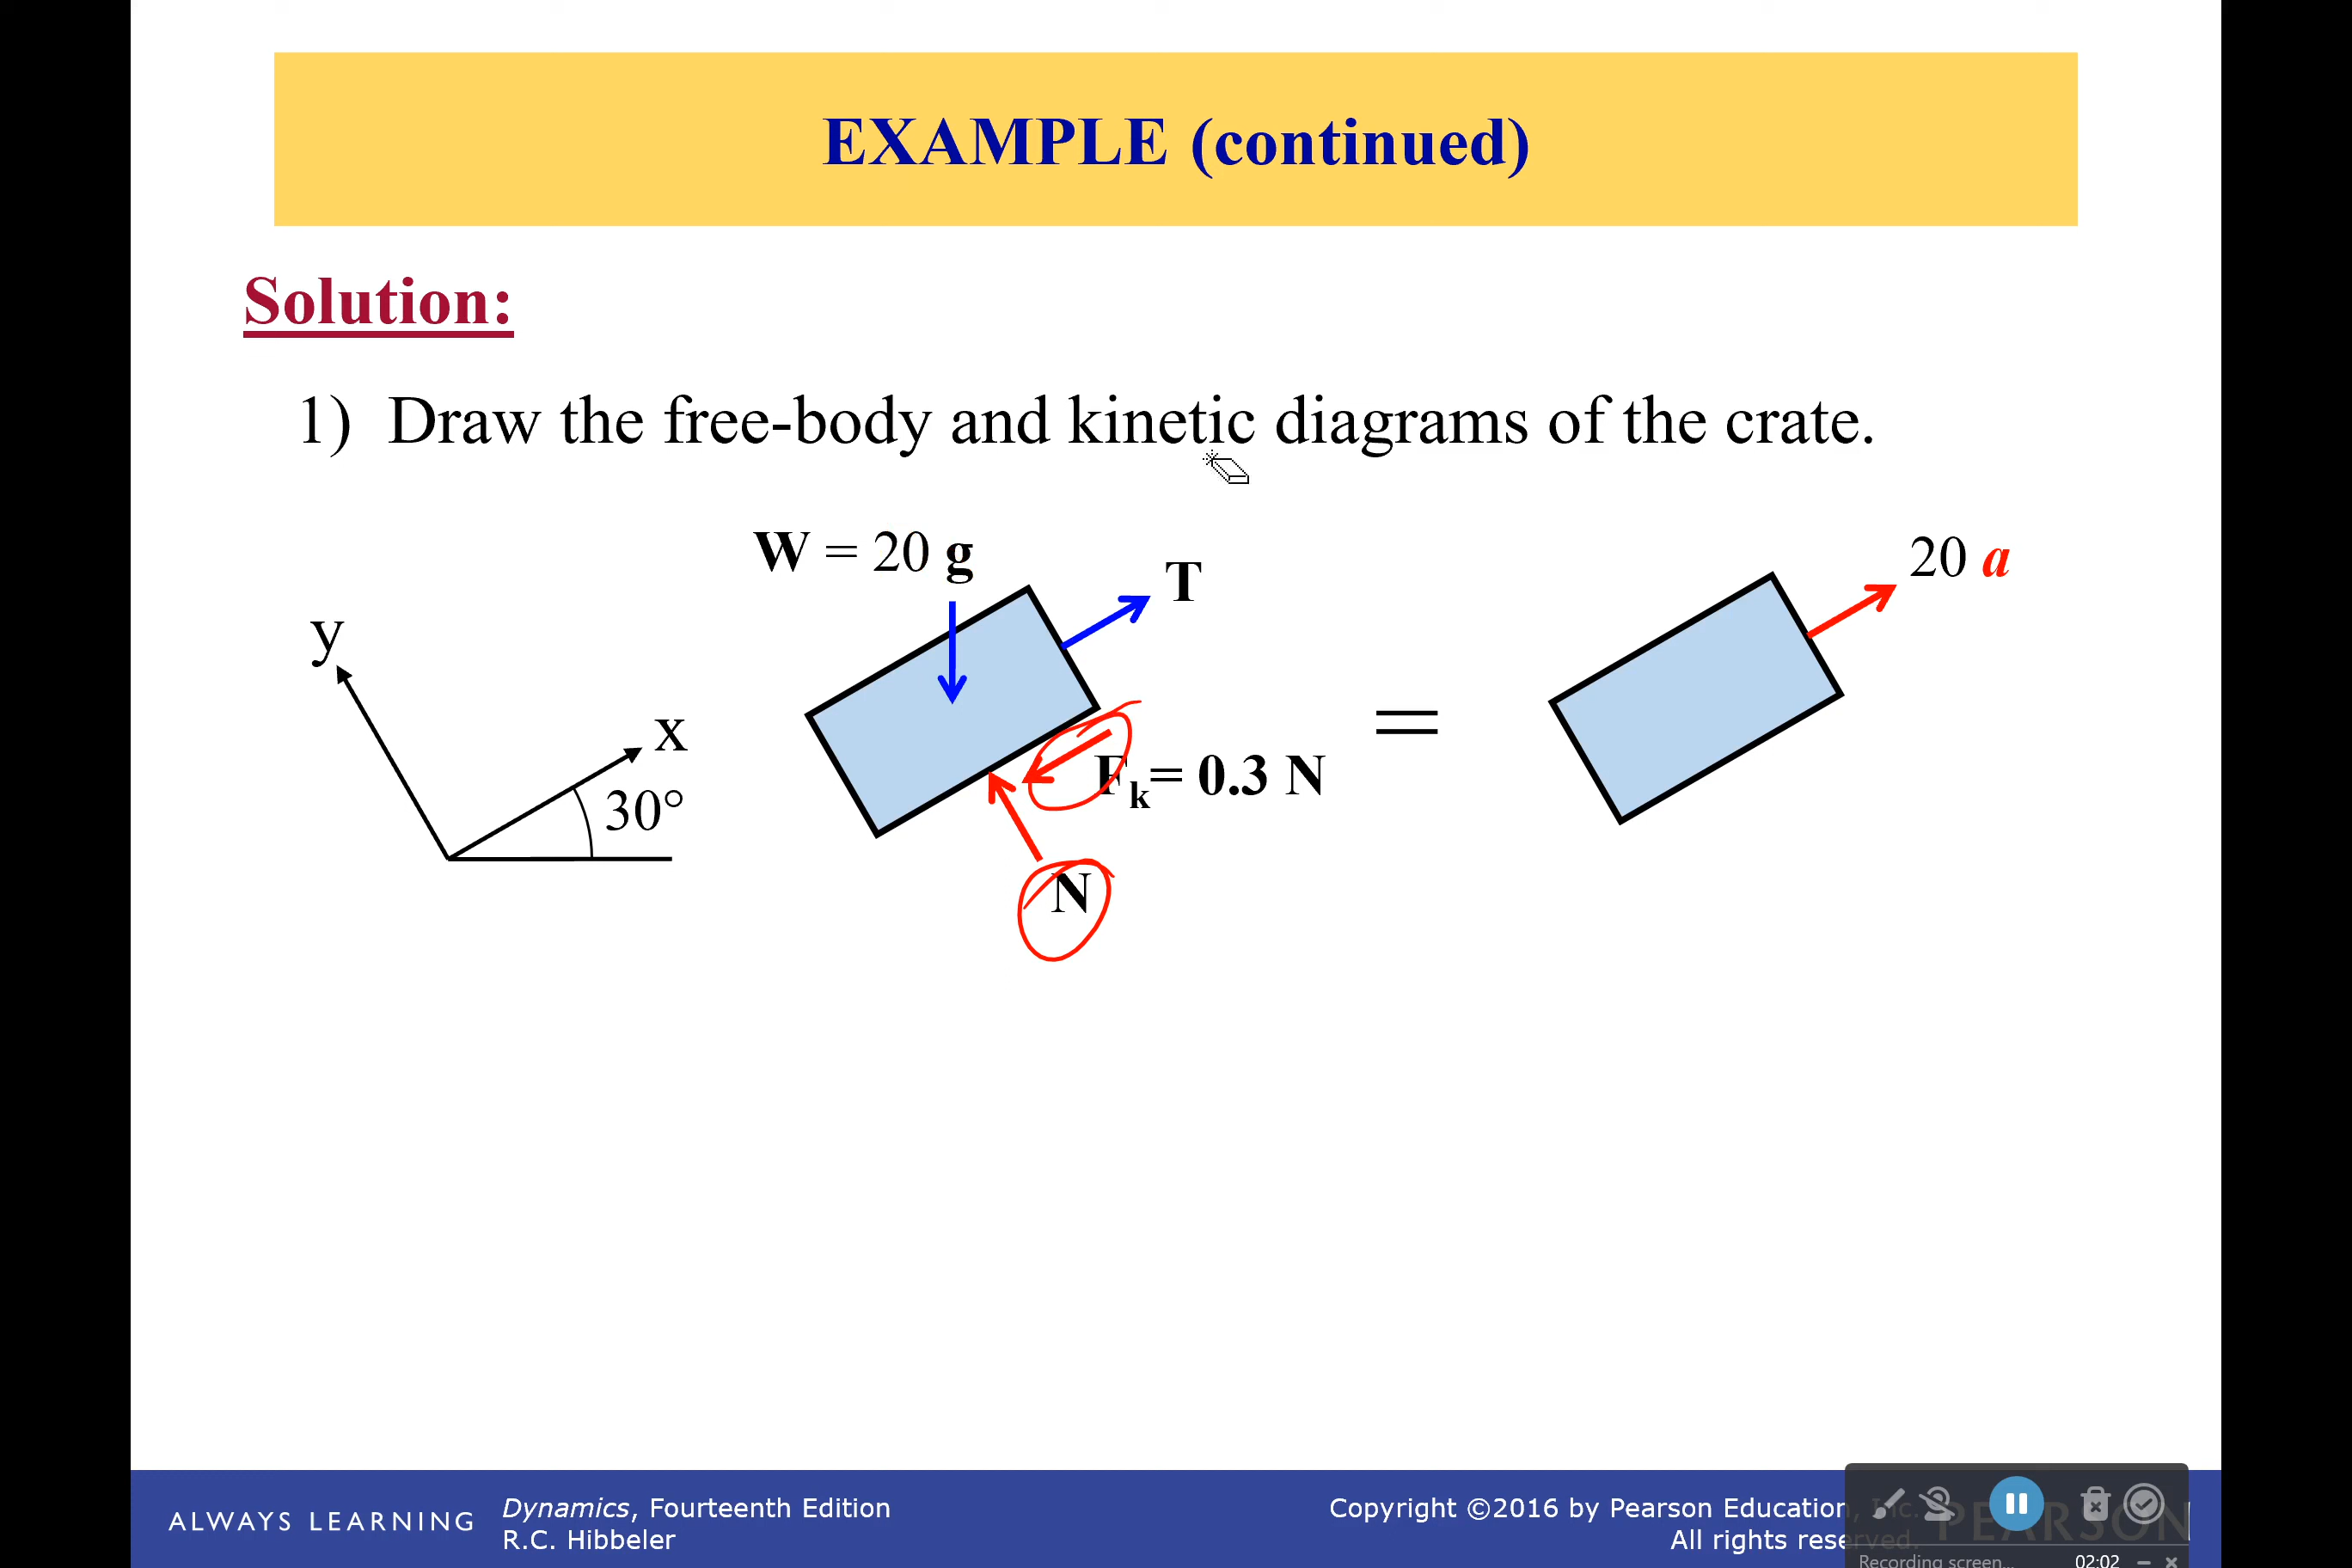 EXAMPLE (continued)
Solution:
1) Draw the free-body and kinetic diagrams of the crate.
W = 20 g
T
20 a
y
x
30°
Fk= 0.3 N
=
N
ALWAYS LEARNING
Dynamics, Fourteenth Edition
R.C. Hibbeler
Copyright ©2016 by Pearson Education, Inc.
All rights reserved.
PEARSON
Recording screen...
02:02